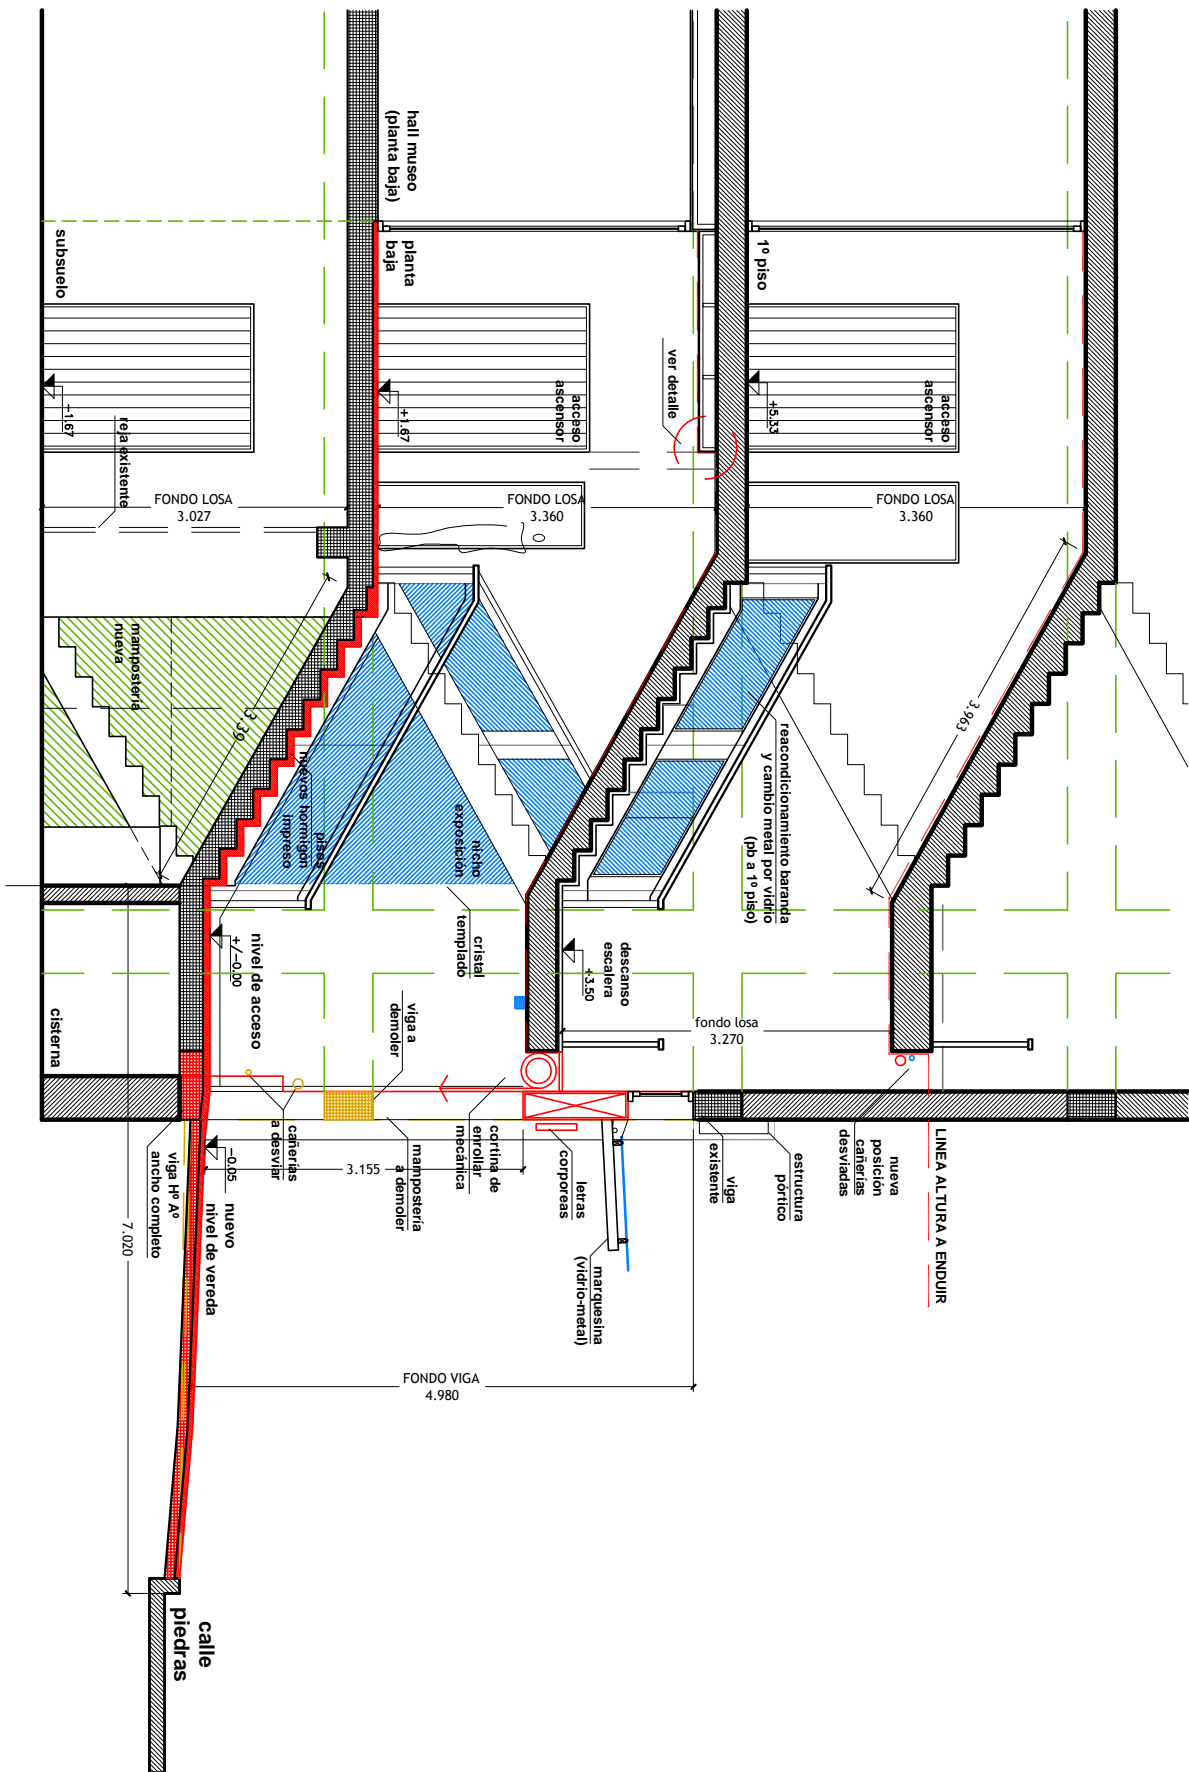 hall museo
(planta baja)
subsuelo
planta
baja
1º piso
acceso
ascensor
acceso
ascensor
ver detalle
-1.67
+1.67
+5.33
reja existente
FONDO LOSA
3.027
FONDO LOSA
3.360
FONDO LOSA
3.360
mampostería
nueva
3.39
3.963
nuevos hormigón
pisos
impreso
nicho
exposición
reacondicionamiento baranda
y cambio metal por vidrio
(pb a 1º piso)
cristal
templado
descanso
escalera
+3.50
nivel de acceso
+/-0.00
cisterna
viga a
demoler
fondo losa
3.270
cañerías
a desviar
mampostería
a demoler
cortina de
enrollar
mecánica
letras
corporeas
viga
existente
estructura
pórtico
nueva
posición
cañerías
desviadas
LINEA ALTURA A ENDUIR
3.155
-0.05
nuevo
nivel de vereda
viga Hº Aº
ancho completo
7.020
marquesina
(vidrio-metal)
FONDO VIGA
4.980
calle
piedras